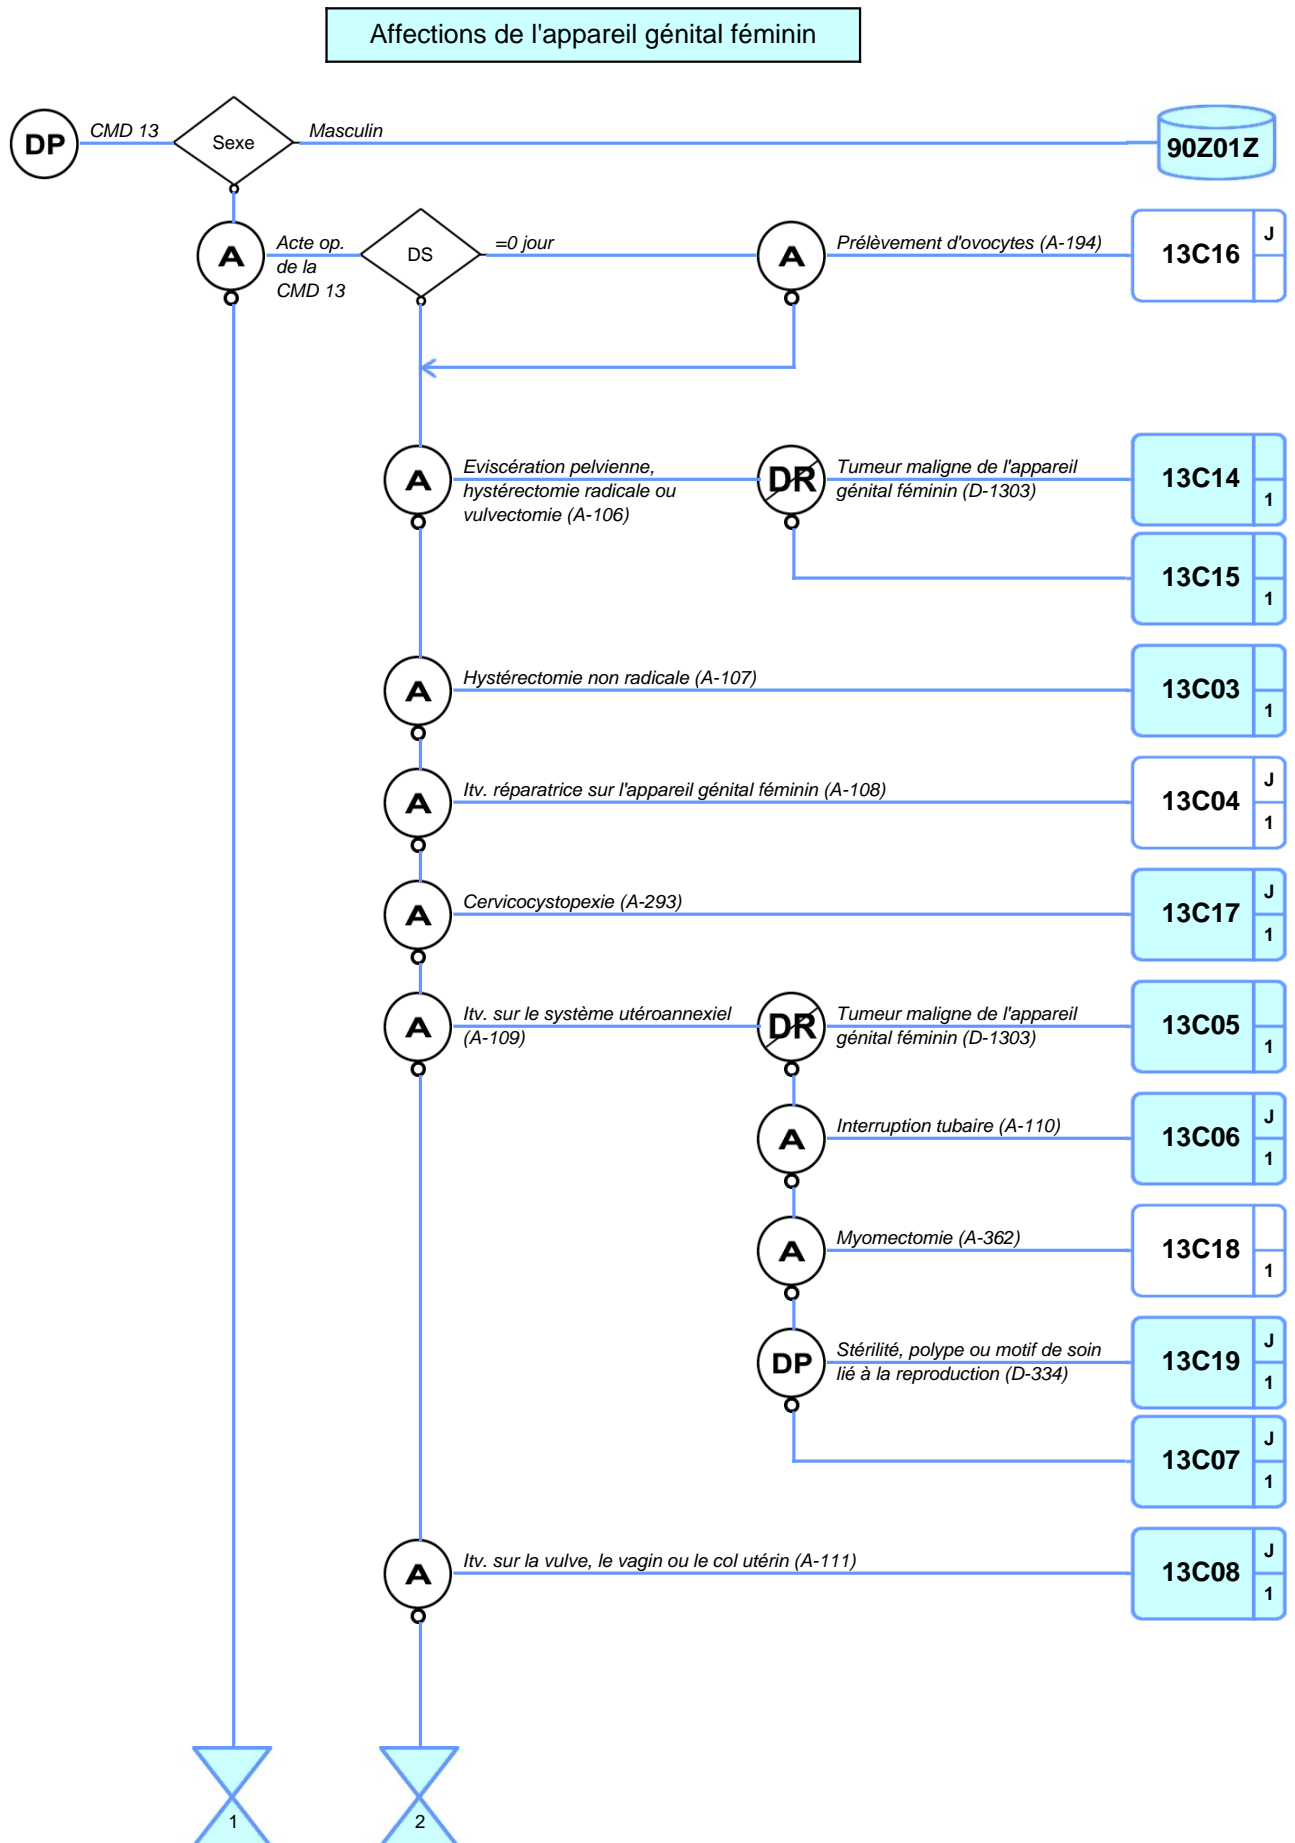 Affections de l'appareil génital féminin
DP
CMD 13
Sexe
Masculin
90Z01Z
A
Acte op.
de la
CMD 13
DS
=0 jour
A
Prélèvement d'ovocytes (A-194)
13C16
J
A
Eviscération pelvienne,
hystérectomie radicale ou
vulvectomie (A-106)
DR
Tumeur maligne de l'appareil
génital féminin (D-1303)
13C14
1
13C15
1
A
Hystérectomie non radicale (A-107)
13C03
1
A
Itv. réparatrice sur l'appareil génital féminin (A-108)
13C04
J
1
A
Cervicocystopexie (A-293)
13C17
J
1
A
Itv. sur le système utéroannexiel
(A-109)
DR
Tumeur maligne de l'appareil
génital féminin (D-1303)
13C05
1
A
Interruption tubaire (A-110)
13C06
J
1
A
Myomectomie (A-362)
13C18
1
DP
Stérilité, polype ou motif de soin
lié à la reproduction (D-334)
13C19
J
1
13C07
J
1
A
Itv. sur la vulve, le vagin ou le col utérin (A-111)
13C08
J
1
1
2